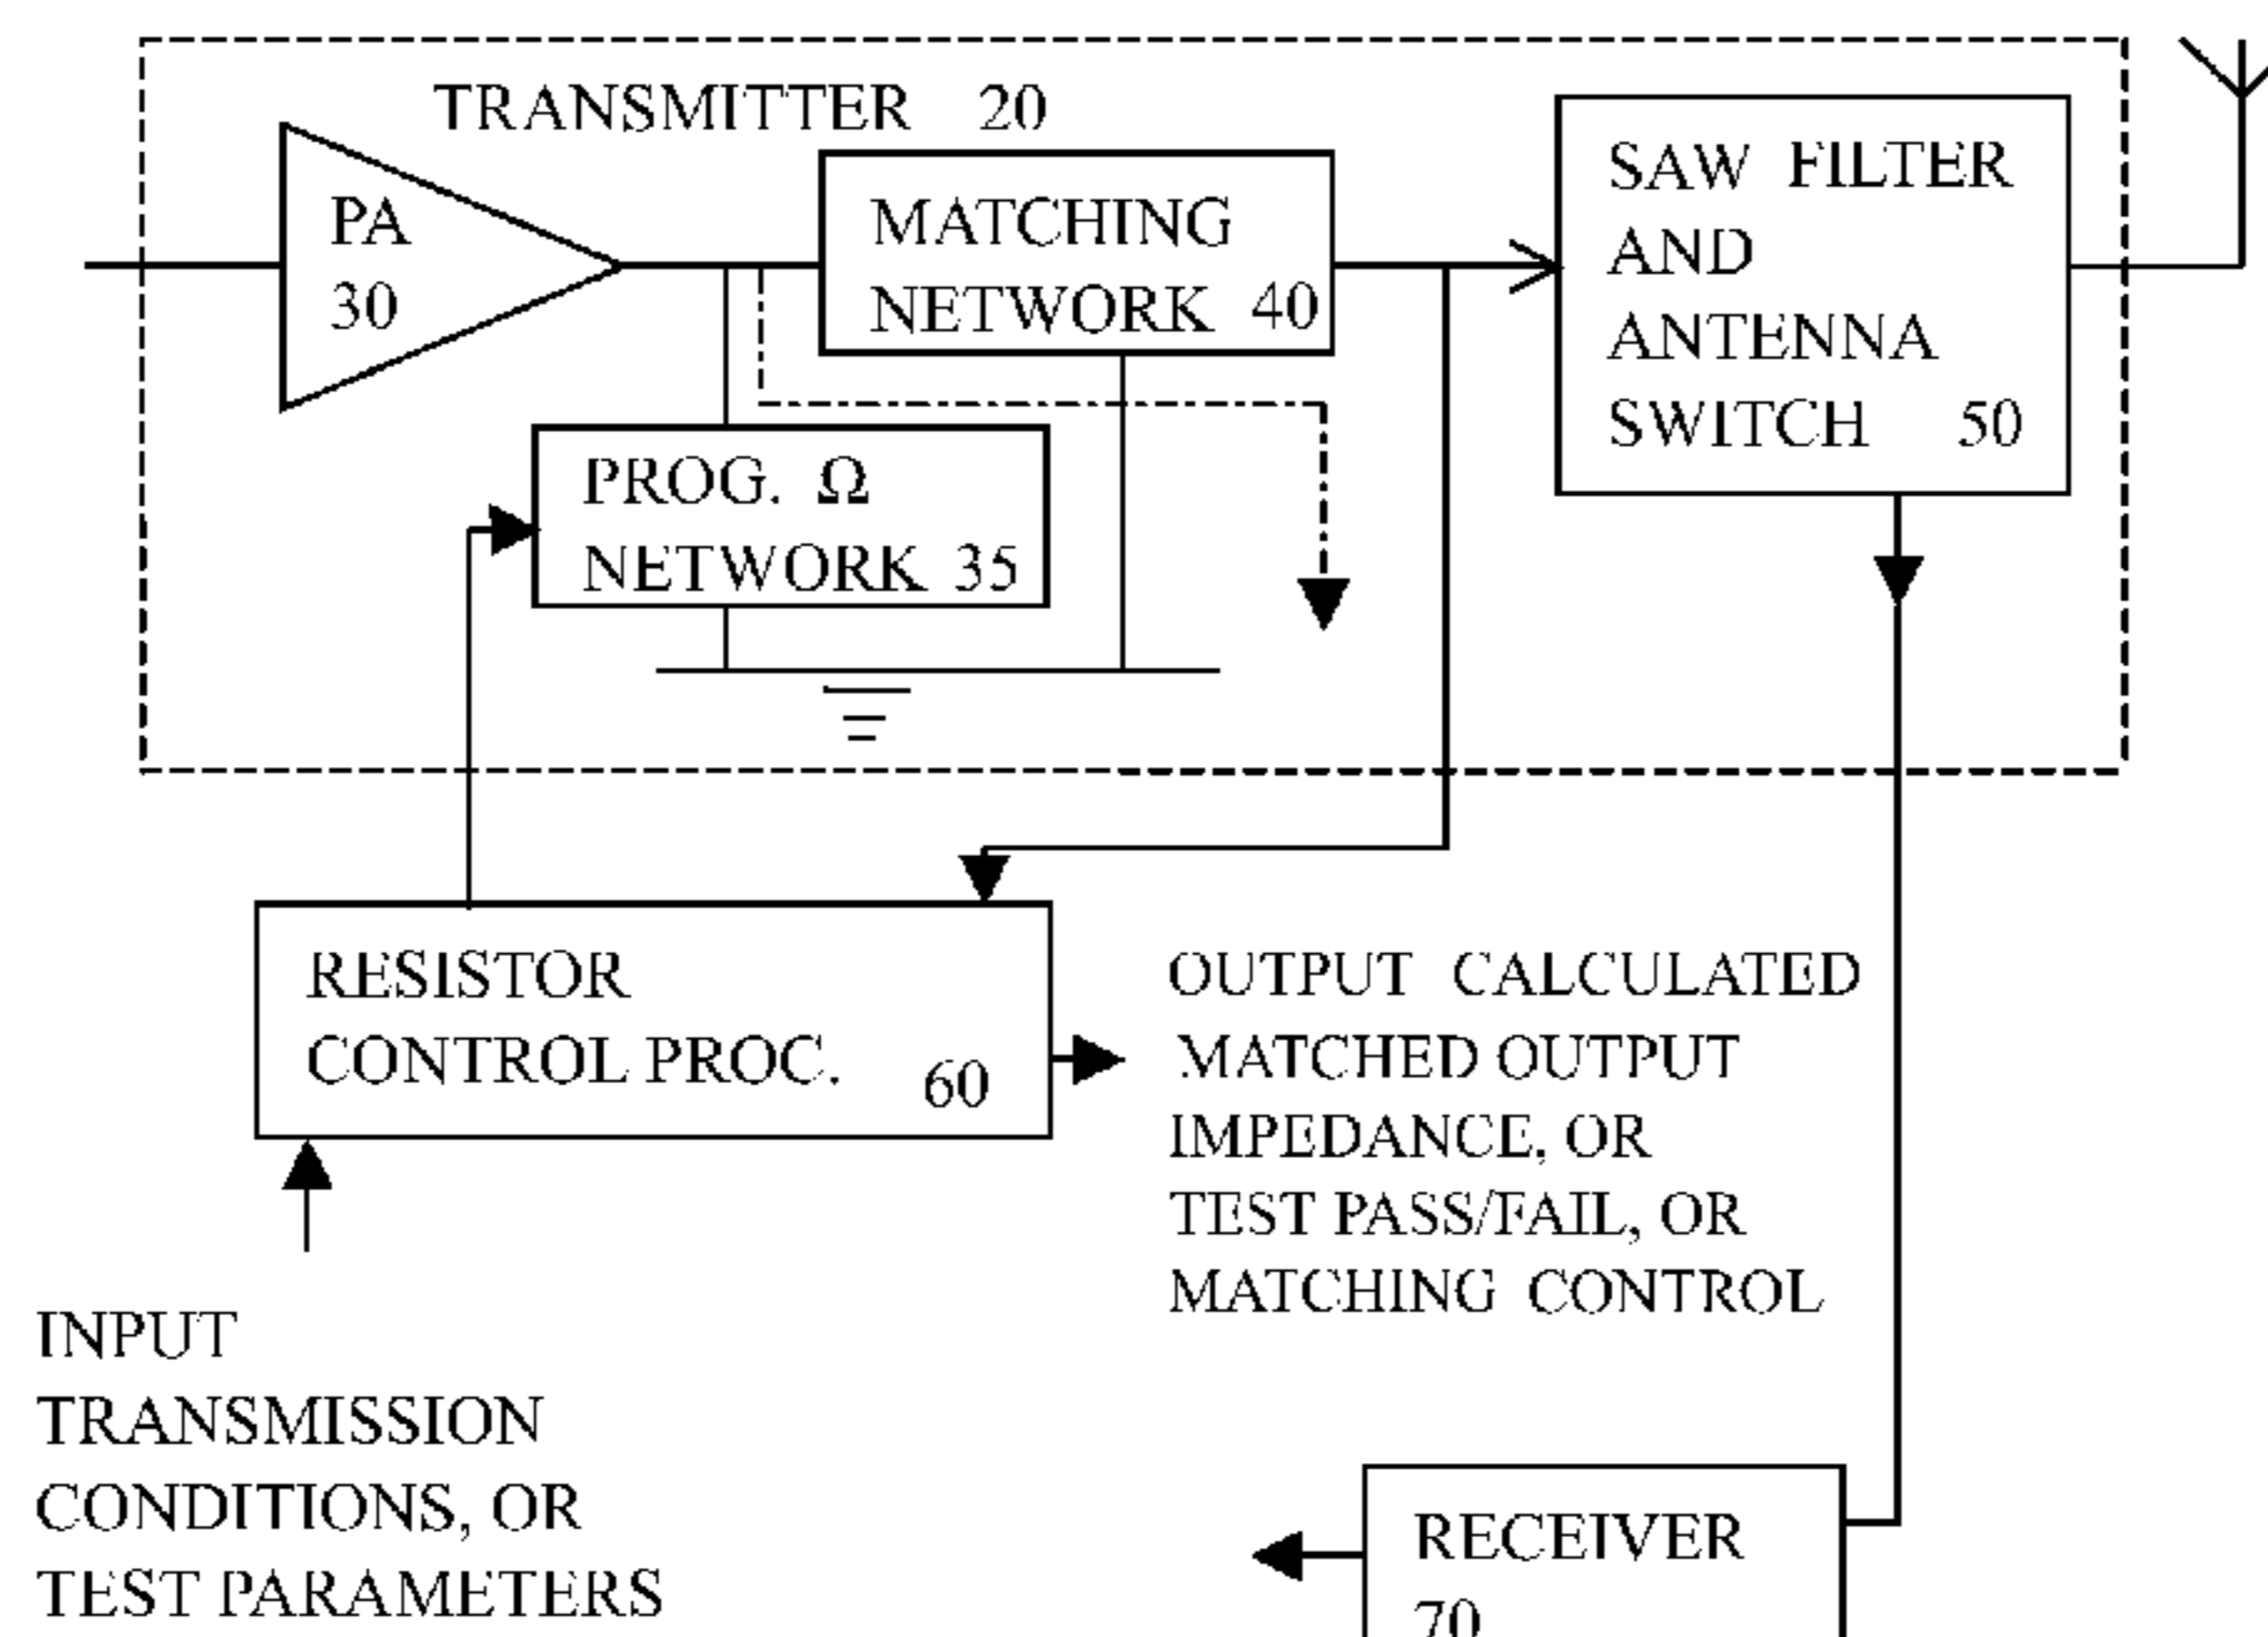 TRANSMITTER 20
PA
30
MATCHING
NETWORK 40
SAW FILTER
AND
ANTENNA
SWITCH 50
PROG. Ω
NETWORK 35
RESISTOR
CONTROL PROC. 60
OUTPUT CALCULATED
MATCHED OUTPUT
IMPEDANCE, OR
TEST PASS/FAIL, OR
MATCHING CONTROL
INPUT
TRANSMISSION
CONDITIONS, OR
TEST PARAMETERS
RECEIVER
70